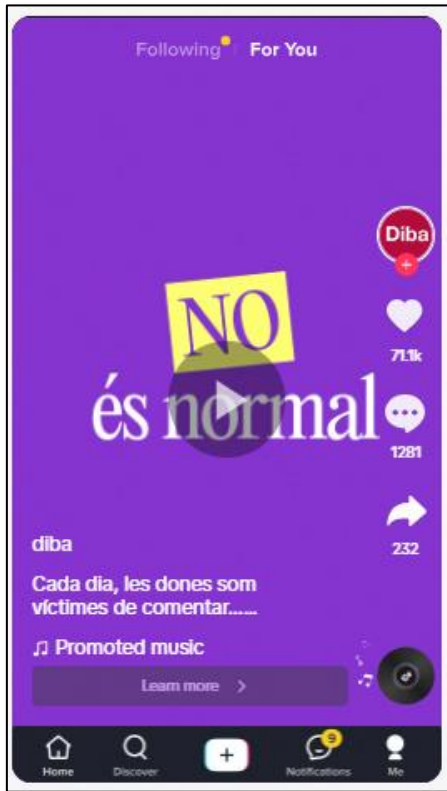 Following For You
Diba
NO
71.1k
és normal
1281
diba
232
Cada dia, les dones som
víctimes de comentar......
Promoted music
Learn more >
9
Home Discover Notifications Me